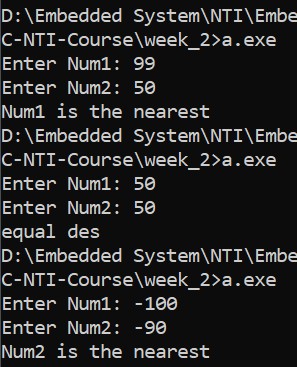 D:\Embedded System\NTI\Embe
C-NTI-Course\week_2>a.exe
Enter Num1: 99
Enter Num2: 50
Num1 is the nearest
D:\Embedded System\NTI\Embe
C-NTI-Course\week_2>a.exe
Enter Num1: 50
Enter Num2: 50
equal des
D:\Embedded System\NTI\Embe
C-NTI-Course\week_2>a.exe
Enter Num1: -100
Enter Num2: -90
Num2 is the nearest